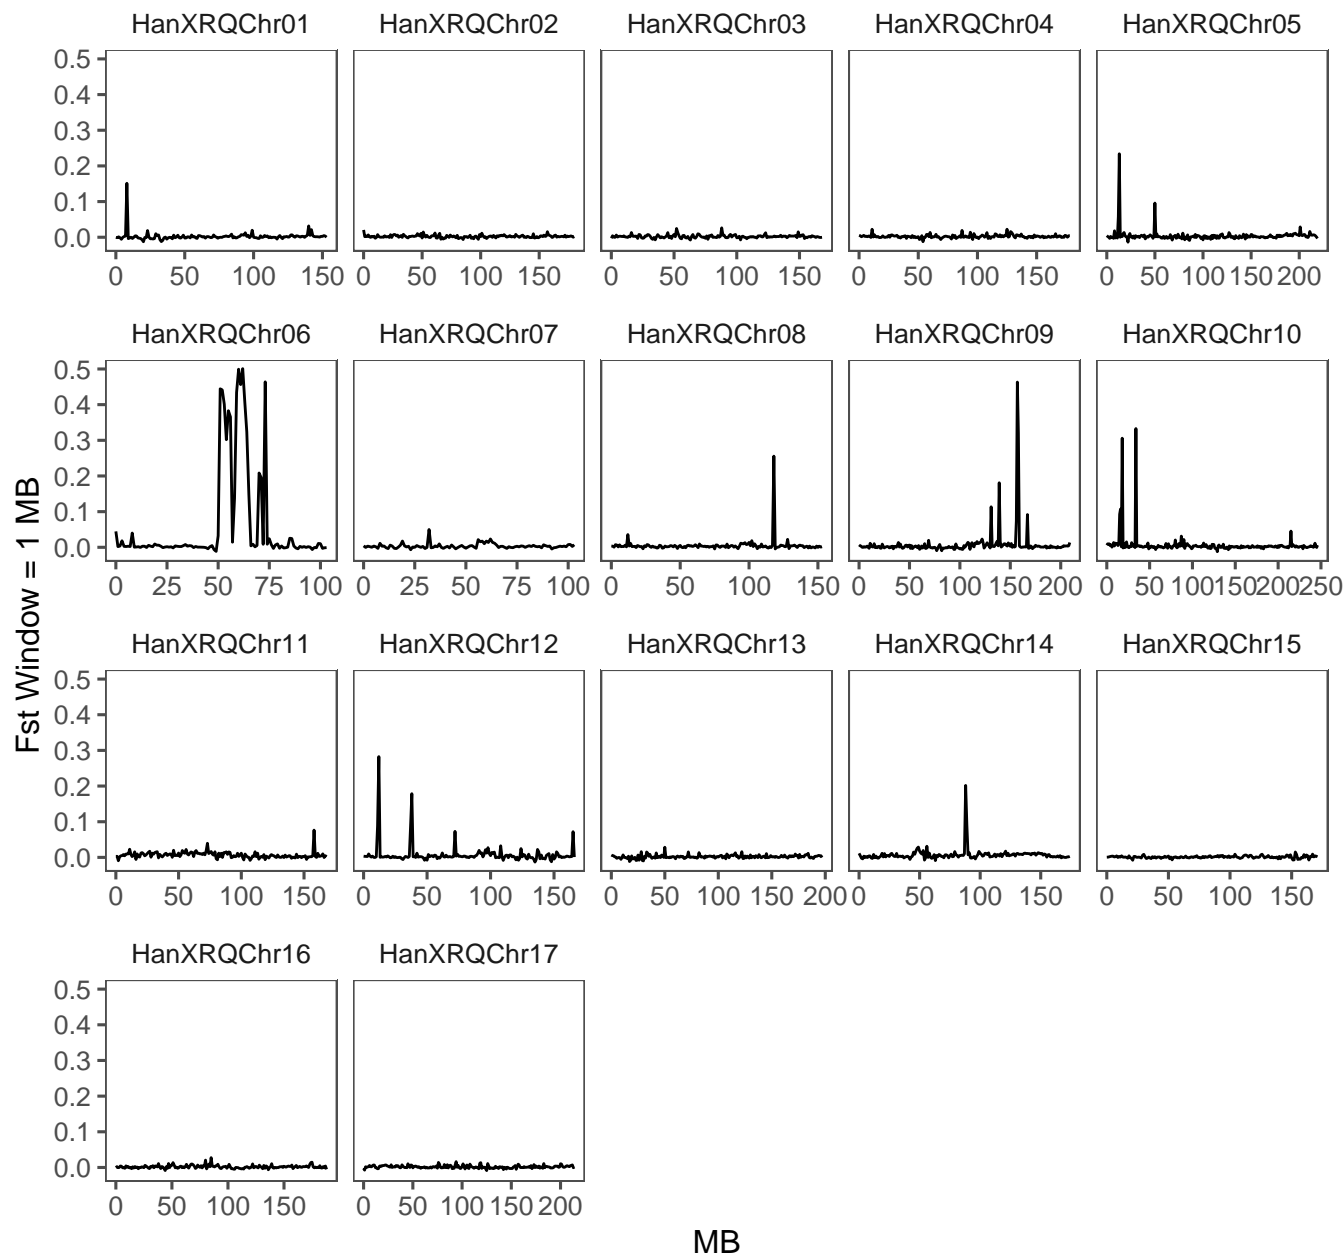 HanXRQChr01 HanXRQChr02 HanXRQChr03 HanXRQChr04 HanXRQChr05
0.5
0.4
0.3
0.2
0.1
0.0
0 50 100 150 0 50 100 150 0 50 100 150 0 50 100 150 0 50 100 150 200
HanXRQChr06 HanXRQChr07 HanXRQChr08 HanXRQChr09 HanXRQChr10
0.5
0.4
0.3
0.2
0.1
0.0
0 25 50 75 100 0 25 50 75 100 0 50 100 150 0 50 100 150 200 0 50 100 150 200 250
Fst Window = 1 MB
HanXRQChr11 HanXRQChr12 HanXRQChr13 HanXRQChr14 HanXRQChr15
0.5
0.4
0.3
0.2
0.1
0.0
0 50 100 150 0 50 100 150 0 50 100 150 200 0 50 100 150 0 50 100 150
HanXRQChr16 HanXRQChr17
0.5
0.4
0.3
0.2
0.1
0.0
0 50 100 150 0 50 100 150 200
MB